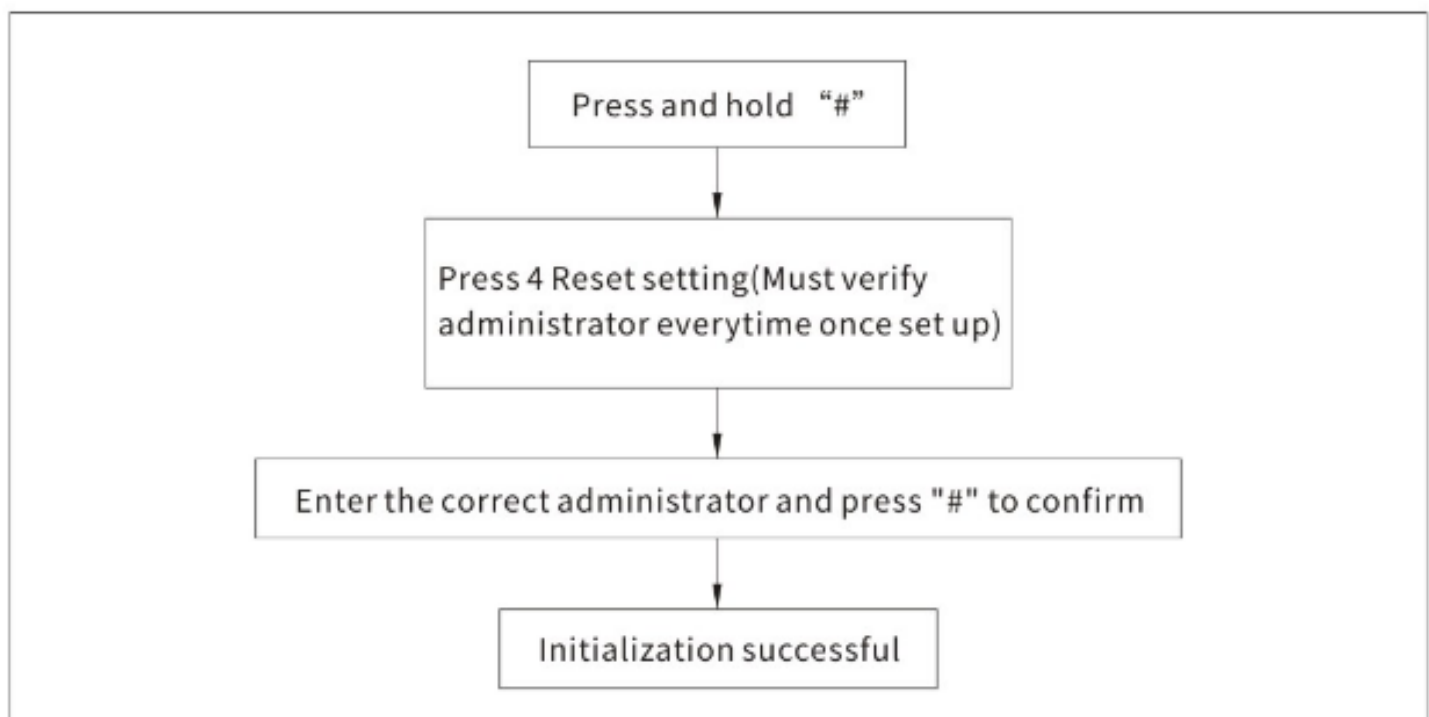 Press and hold “#”
Press 4 Reset setting(Must verify
administrator everytime once set up)
Enter the correct administrator and press "#" to confirm
Initialization successful